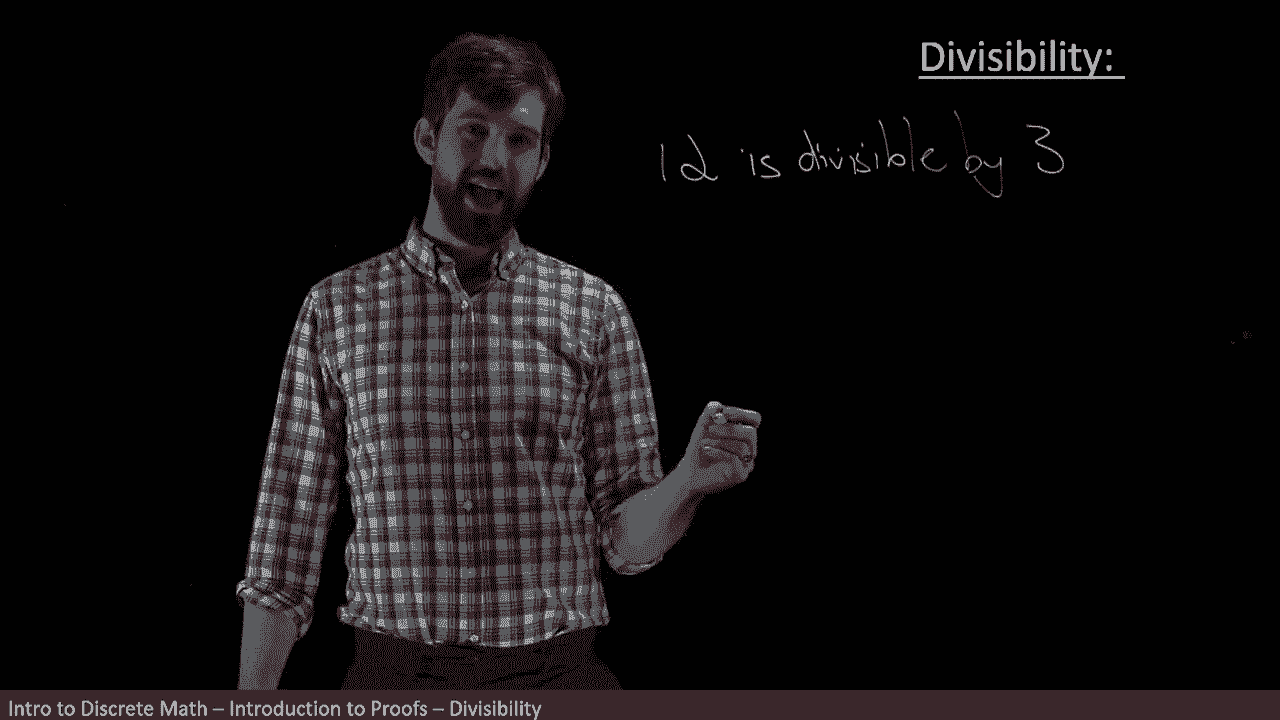 Divisibility:
12 is divisible by 3
Intro to Discrete Math – Introduction to Proofs – Divisibility